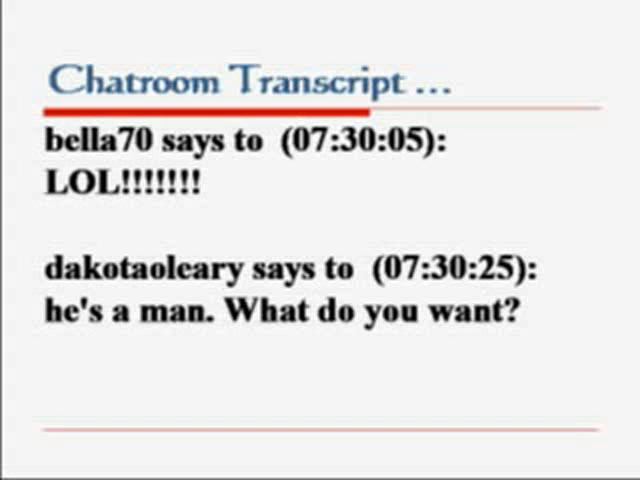 Chatroom Transcript ...
bella70 says to  (07:30:05):
LOL!!!!!!!
dakotaoleary says to  (07:30:25):
he's a man. What do you want?